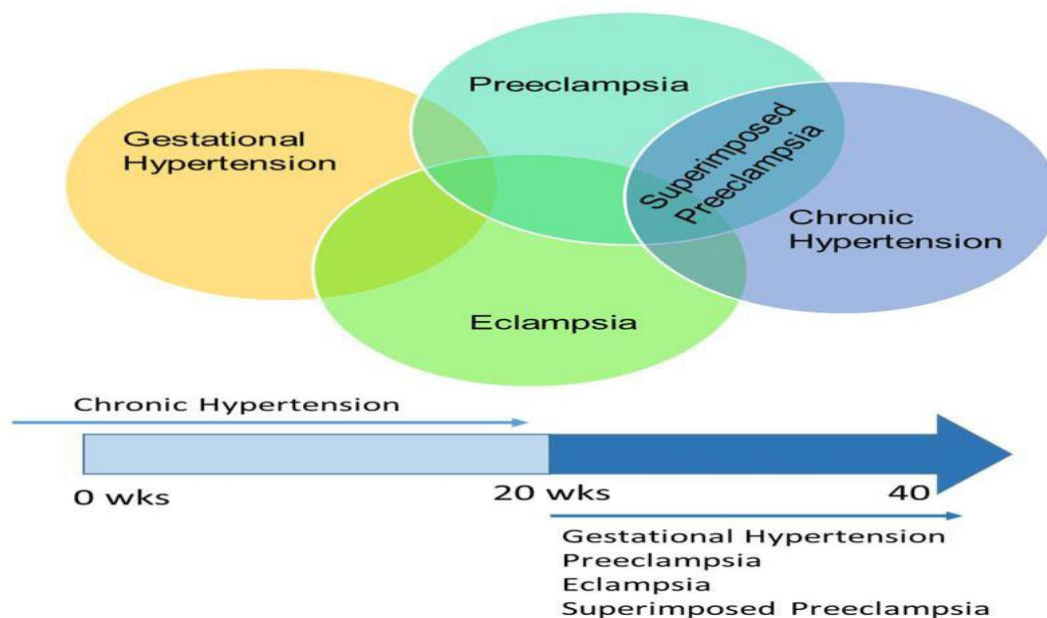 Preeclampsia
Gestational
Hypertension
Superimposed
Preeclampsia
Chronic
Hypertension
Eclampsia
Chronic Hypertension
0 wks
20 wks
40
Gestational Hypertension
Preeclampsia
Eclampsia
Superimposed Preeclampsia